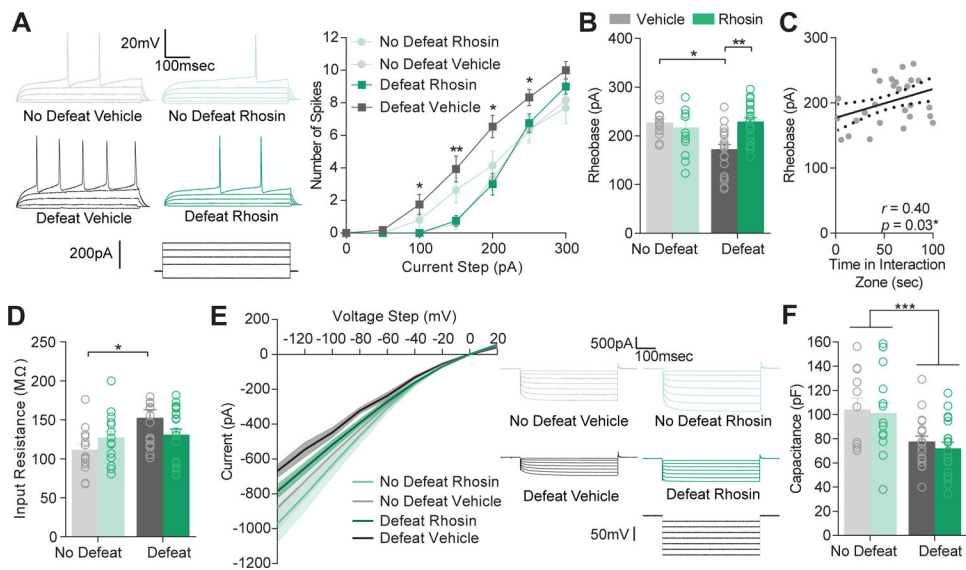 A
20mV
100msec
No Defeat Vehicle
No Defeat Rhosin
Defeat Vehicle
Defeat Rhosin
200pA
No Defeat Rhosin
No Defeat Vehicle
Defeat Rhosin
Defeat Vehicle
Number of Spikes
12
10
8
6
4
2
0
*
**
*
*
0
100
200
300
Current Step (pA)
B
Vehicle
Rhosin
*
**
Rheobase (pA)
400
300
200
100
0
No Defeat
Defeat
C
Rheobase (pA)
300
260
200
150
100
50
0
r = 0.40
p = 0.03*
0
50
100
Time in Interaction
Zone (sec)
D
Input Resistance (MΩ)
250
200
150
100
50
0
*
No Defeat
Defeat
E
Voltage Step (mV)
-120 -100 -80 -60 -40 -20 0 20
Current (pA)
200
0
-200
-400
-600
-800
-1000
-1200
No Defeat Rhosin
No Defeat Vehicle
Defeat Rhosin
Defeat Vehicle
500pA
100msec
No Defeat Vehicle
No Defeat Rhosin
Defeat Vehicle
Defeat Rhosin
50mV
F
***
Capacitance (pF)
180
160
140
120
100
80
60
40
20
0
No Defeat
Defeat